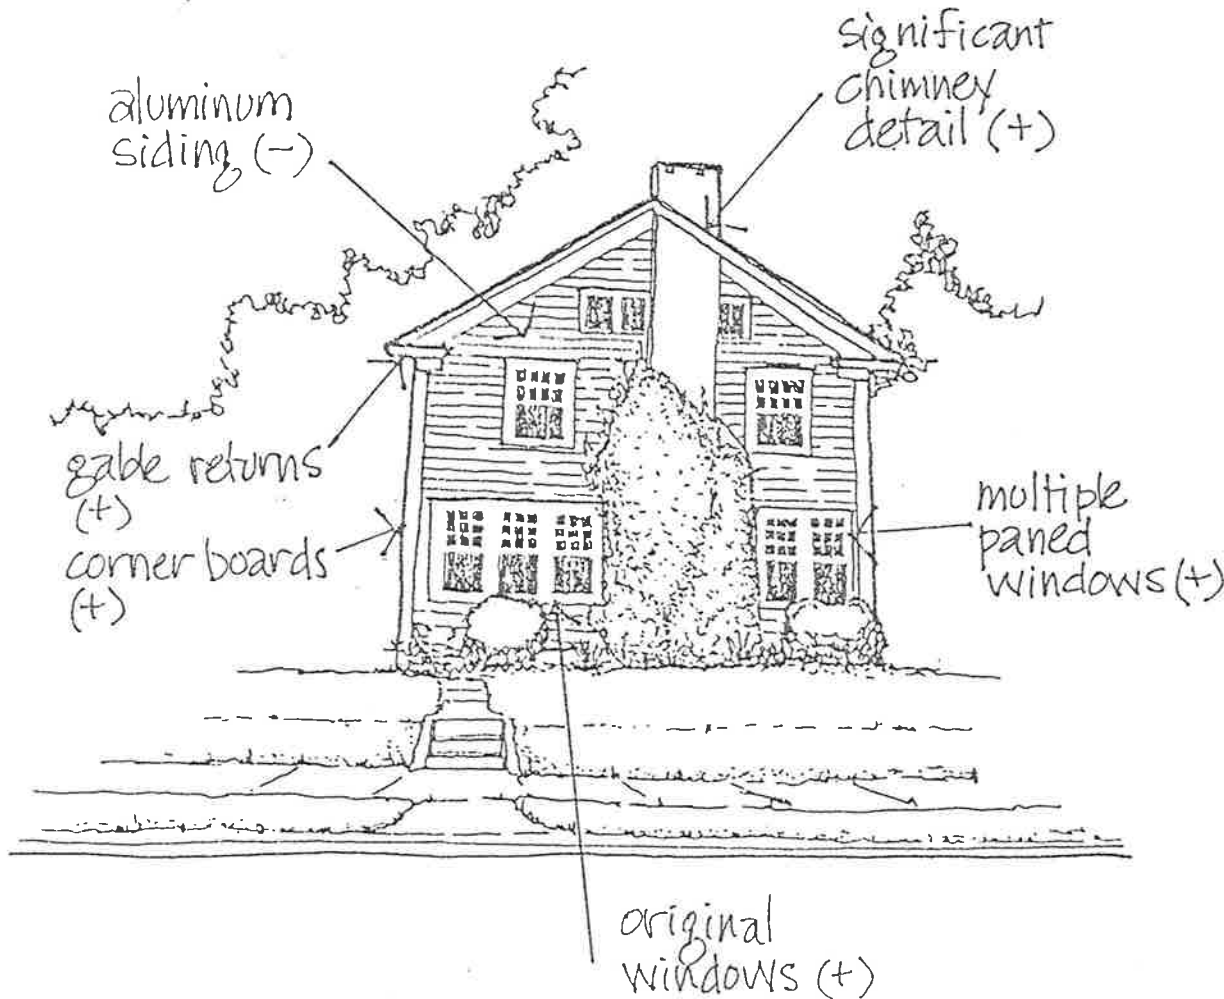 significant
chimney
detail (+)
aluminum
siding (-)
gable returns
(+)
corner boards
(+)
multiple
paned
windows (+)
original
windows (+)